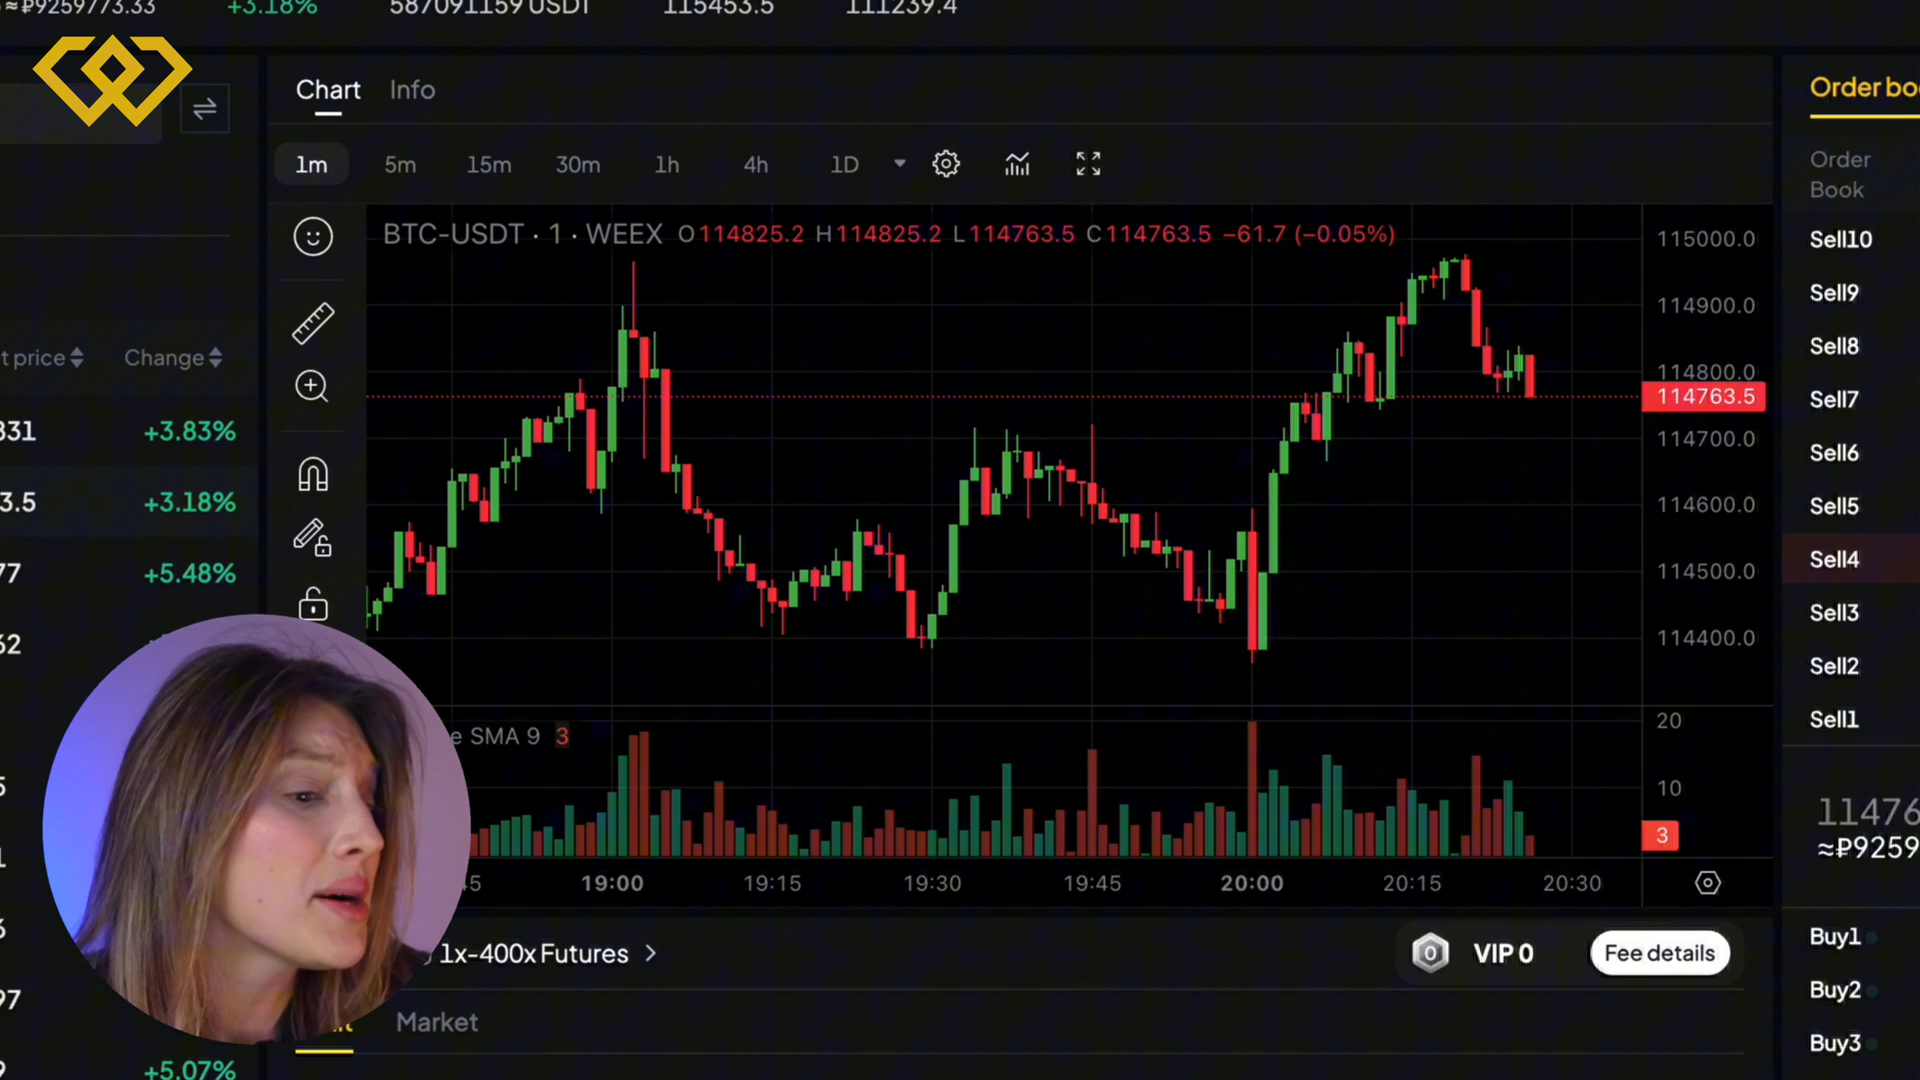 ≈₽9259773.33 +3.18% 587091159 USDT 115453.5 111239.4
Chart Info
Order bo
1m 5m 15m 30m 1h 4h 1D
Order
Book
BTC-USDT · 1 · WEEX O114825.2 H114825.2 L114763.5 C114763.5 −61.7 (−0.05%)
115000.0
Sell10
114900.0
Sell9
t price Change
114800.0
Sell8
114763.5
Sell7
331 +3.83%
114700.0
Sell6
3.5 +3.18%
114600.0
Sell5
77 +5.48%
114500.0
Sell4
62
114400.0
Sell3
Sell2
Sell1
e SMA 9 3
20
10
3
11476
≈₽9259
45 19:00 19:15 19:30 19:45 20:00 20:15 20:30
97
1x-400x Futures >
0 VIP 0 Fee details
Buy1
Buy2
Market
Buy3
+5.07%